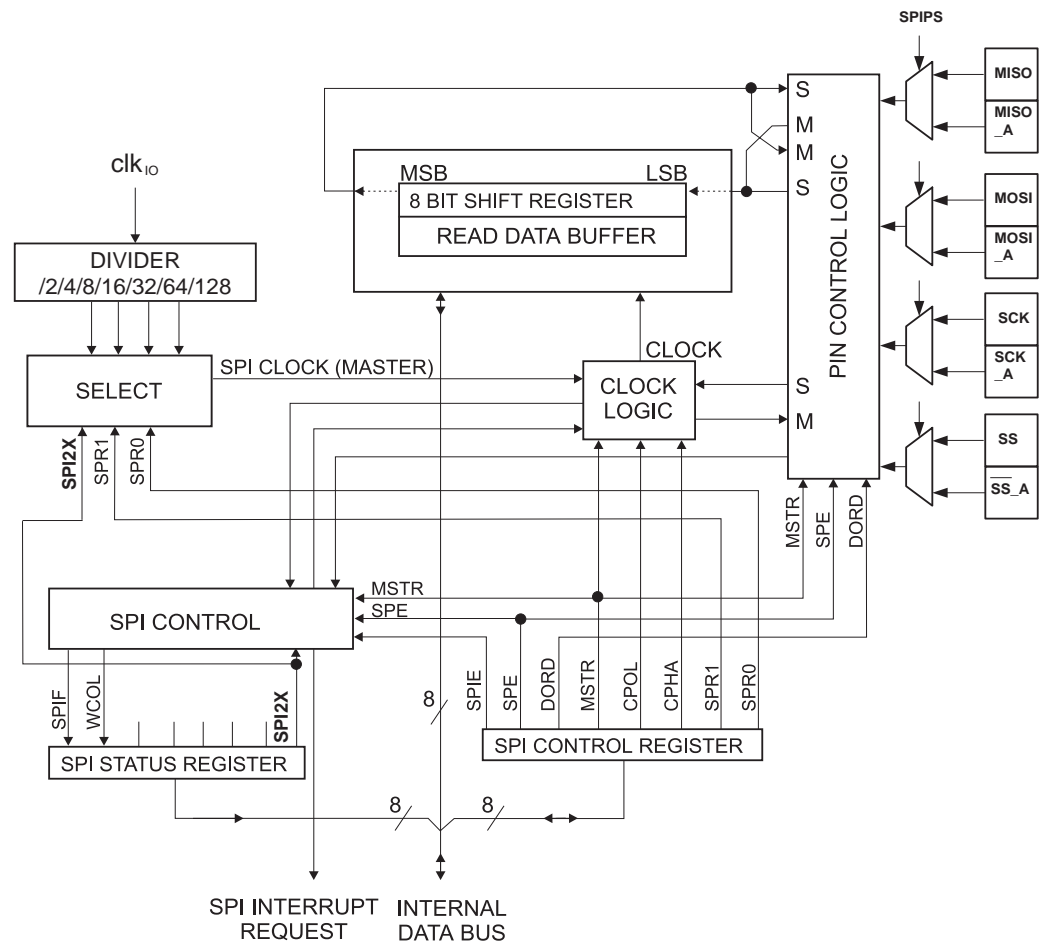 SPIPS
MISO
MISO
_A
MOSI
MOSI
_A
SCK
SCK
_A
SS
SS_A
PIN CONTROL LOGIC
S
M
M
S
S
M
MSTR
SPE
DORD
clk IO
DIVIDER
/2/4/8/16/32/64/128
SELECT
SPI2X
SPR1
SPR0
MSB
LSB
8 BIT SHIFT REGISTER
READ DATA BUFFER
SPI CLOCK (MASTER)
CLOCK
CLOCK
LOGIC
SPI CONTROL
MSTR
SPE
SPIF
WCOL
SPI2X
SPI STATUS REGISTER
8
SPIE
SPE
DORD
MSTR
CPOL
CPHA
SPR1
SPR0
SPI CONTROL REGISTER
8
8
SPI INTERRUPT
REQUEST
INTERNAL
DATA BUS